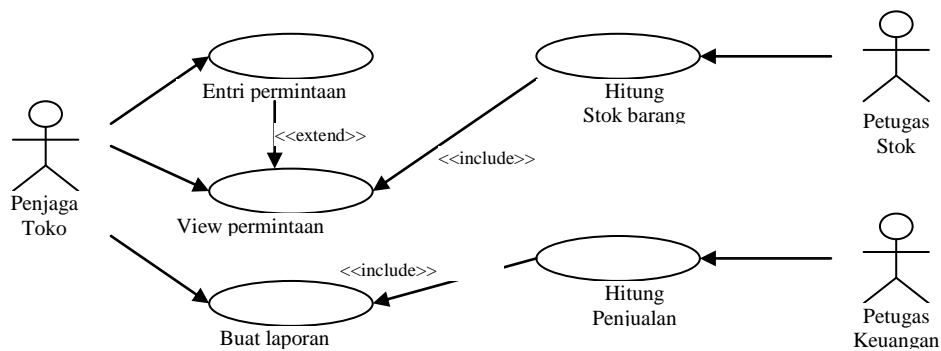 Entri permintaan
<<extend>>
View permintaan
Penjaga
Toko
Hitung
Stok barang
<<include>>
Petugas
Stok
<<include>>
Buat laporan
Hitung
Penjualan
Petugas
Keuangan